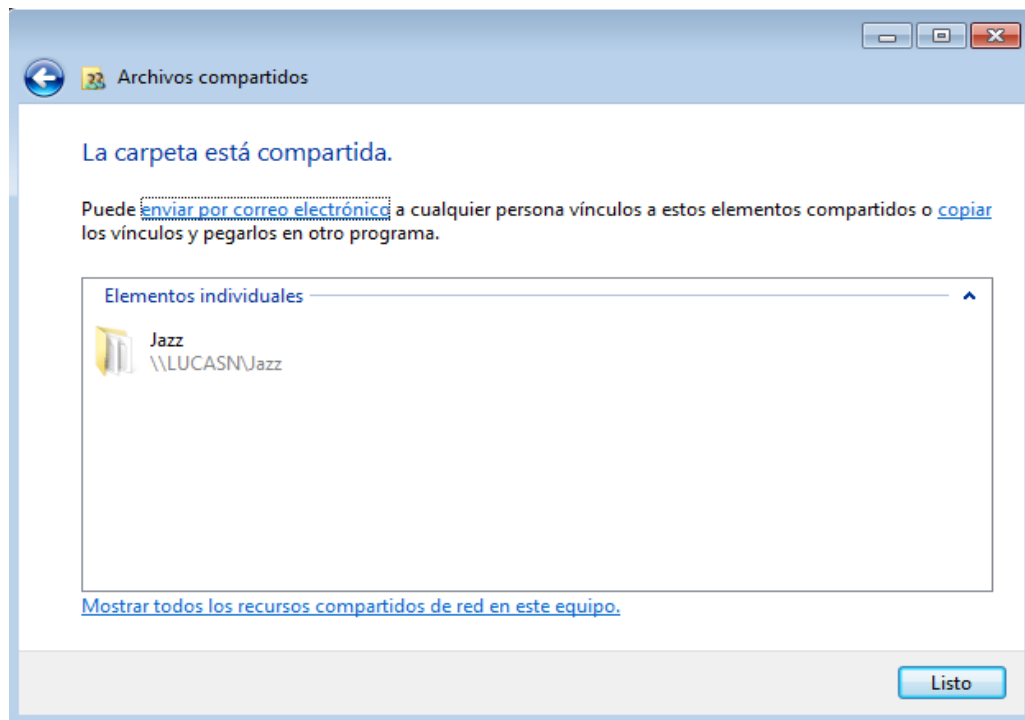 Archivos compartidos
La carpeta está compartida.
Puede enviar por correo electrónico a cualquier persona vínculos a estos elementos compartidos o copiar
los vínculos y pegarlos en otro programa.
Elementos individuales
Jazz
\\LUCASN\Jazz
Mostrar todos los recursos compartidos de red en este equipo.
Listo